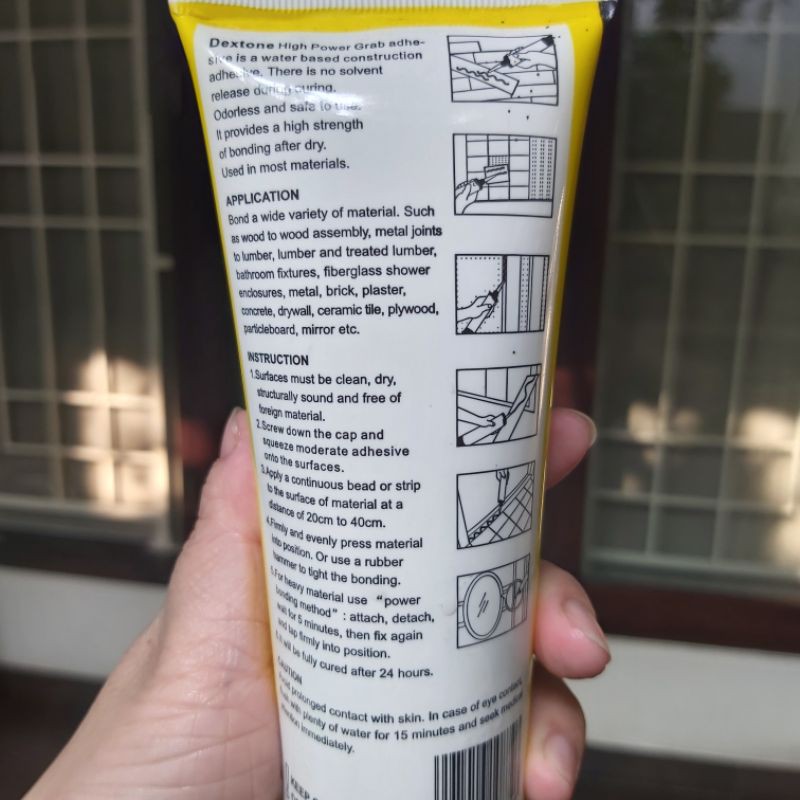 Dextone High Power Grab adhe-
sive is a water based construction
adhesive. There is no solvent
release during curing.
Odorless and safe to use.
It provides a high strength
of bonding after dry.
Used in most materials.
APPLICATION
Bond a wide variety of material. Such
as wood to wood assembly, metal joints
to lumber, lumber and treated lumber,
bathroom fixtures, fiberglass shower
enclosures, metal, brick, plaster,
concrete, drywall, ceramic tile, plywood,
particleboard, mirror etc.
INSTRUCTION
1.Surfaces must be clean, dry,
structurally sound and free of
foreign material.
2.Screw down the cap and
squeeze moderate adhesive
onto the surfaces.
3.Apply a continuous bead or strip
to the surface of material at a
distance of 20cm to 40cm.
4.Firmly and evenly press material
into position. Or use a rubber
hammer to tight the bonding.
5.For heavy material use “power
bonding method” : attach, detach,
wait for 5 minutes, then fix again
and tap firmly into position.
6.It will be fully cured after 24 hours.
CAUTION
Avoid prolonged contact with skin. In case of eye contact,
flush with plenty of water for 15 minutes and seek medical
attention immediately.
KEEP